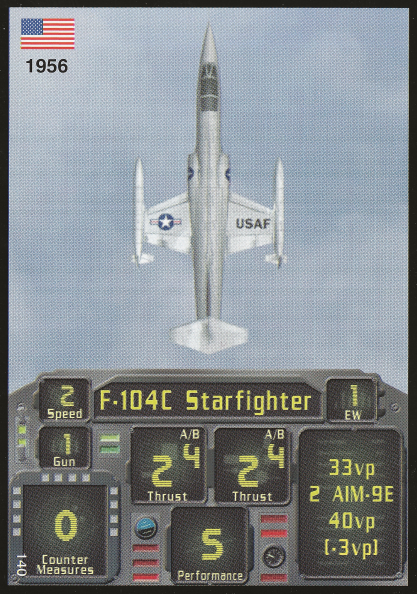 1956
USAF
F-104C Starfighter
2
Speed
1
EW
1
Gun
A/B
2 4
Thrust
A/B
2 4
Thrust
33vp
2 AIM-9E
40vp
(-3vp)
0
Counter
Measures
5
Performance
140